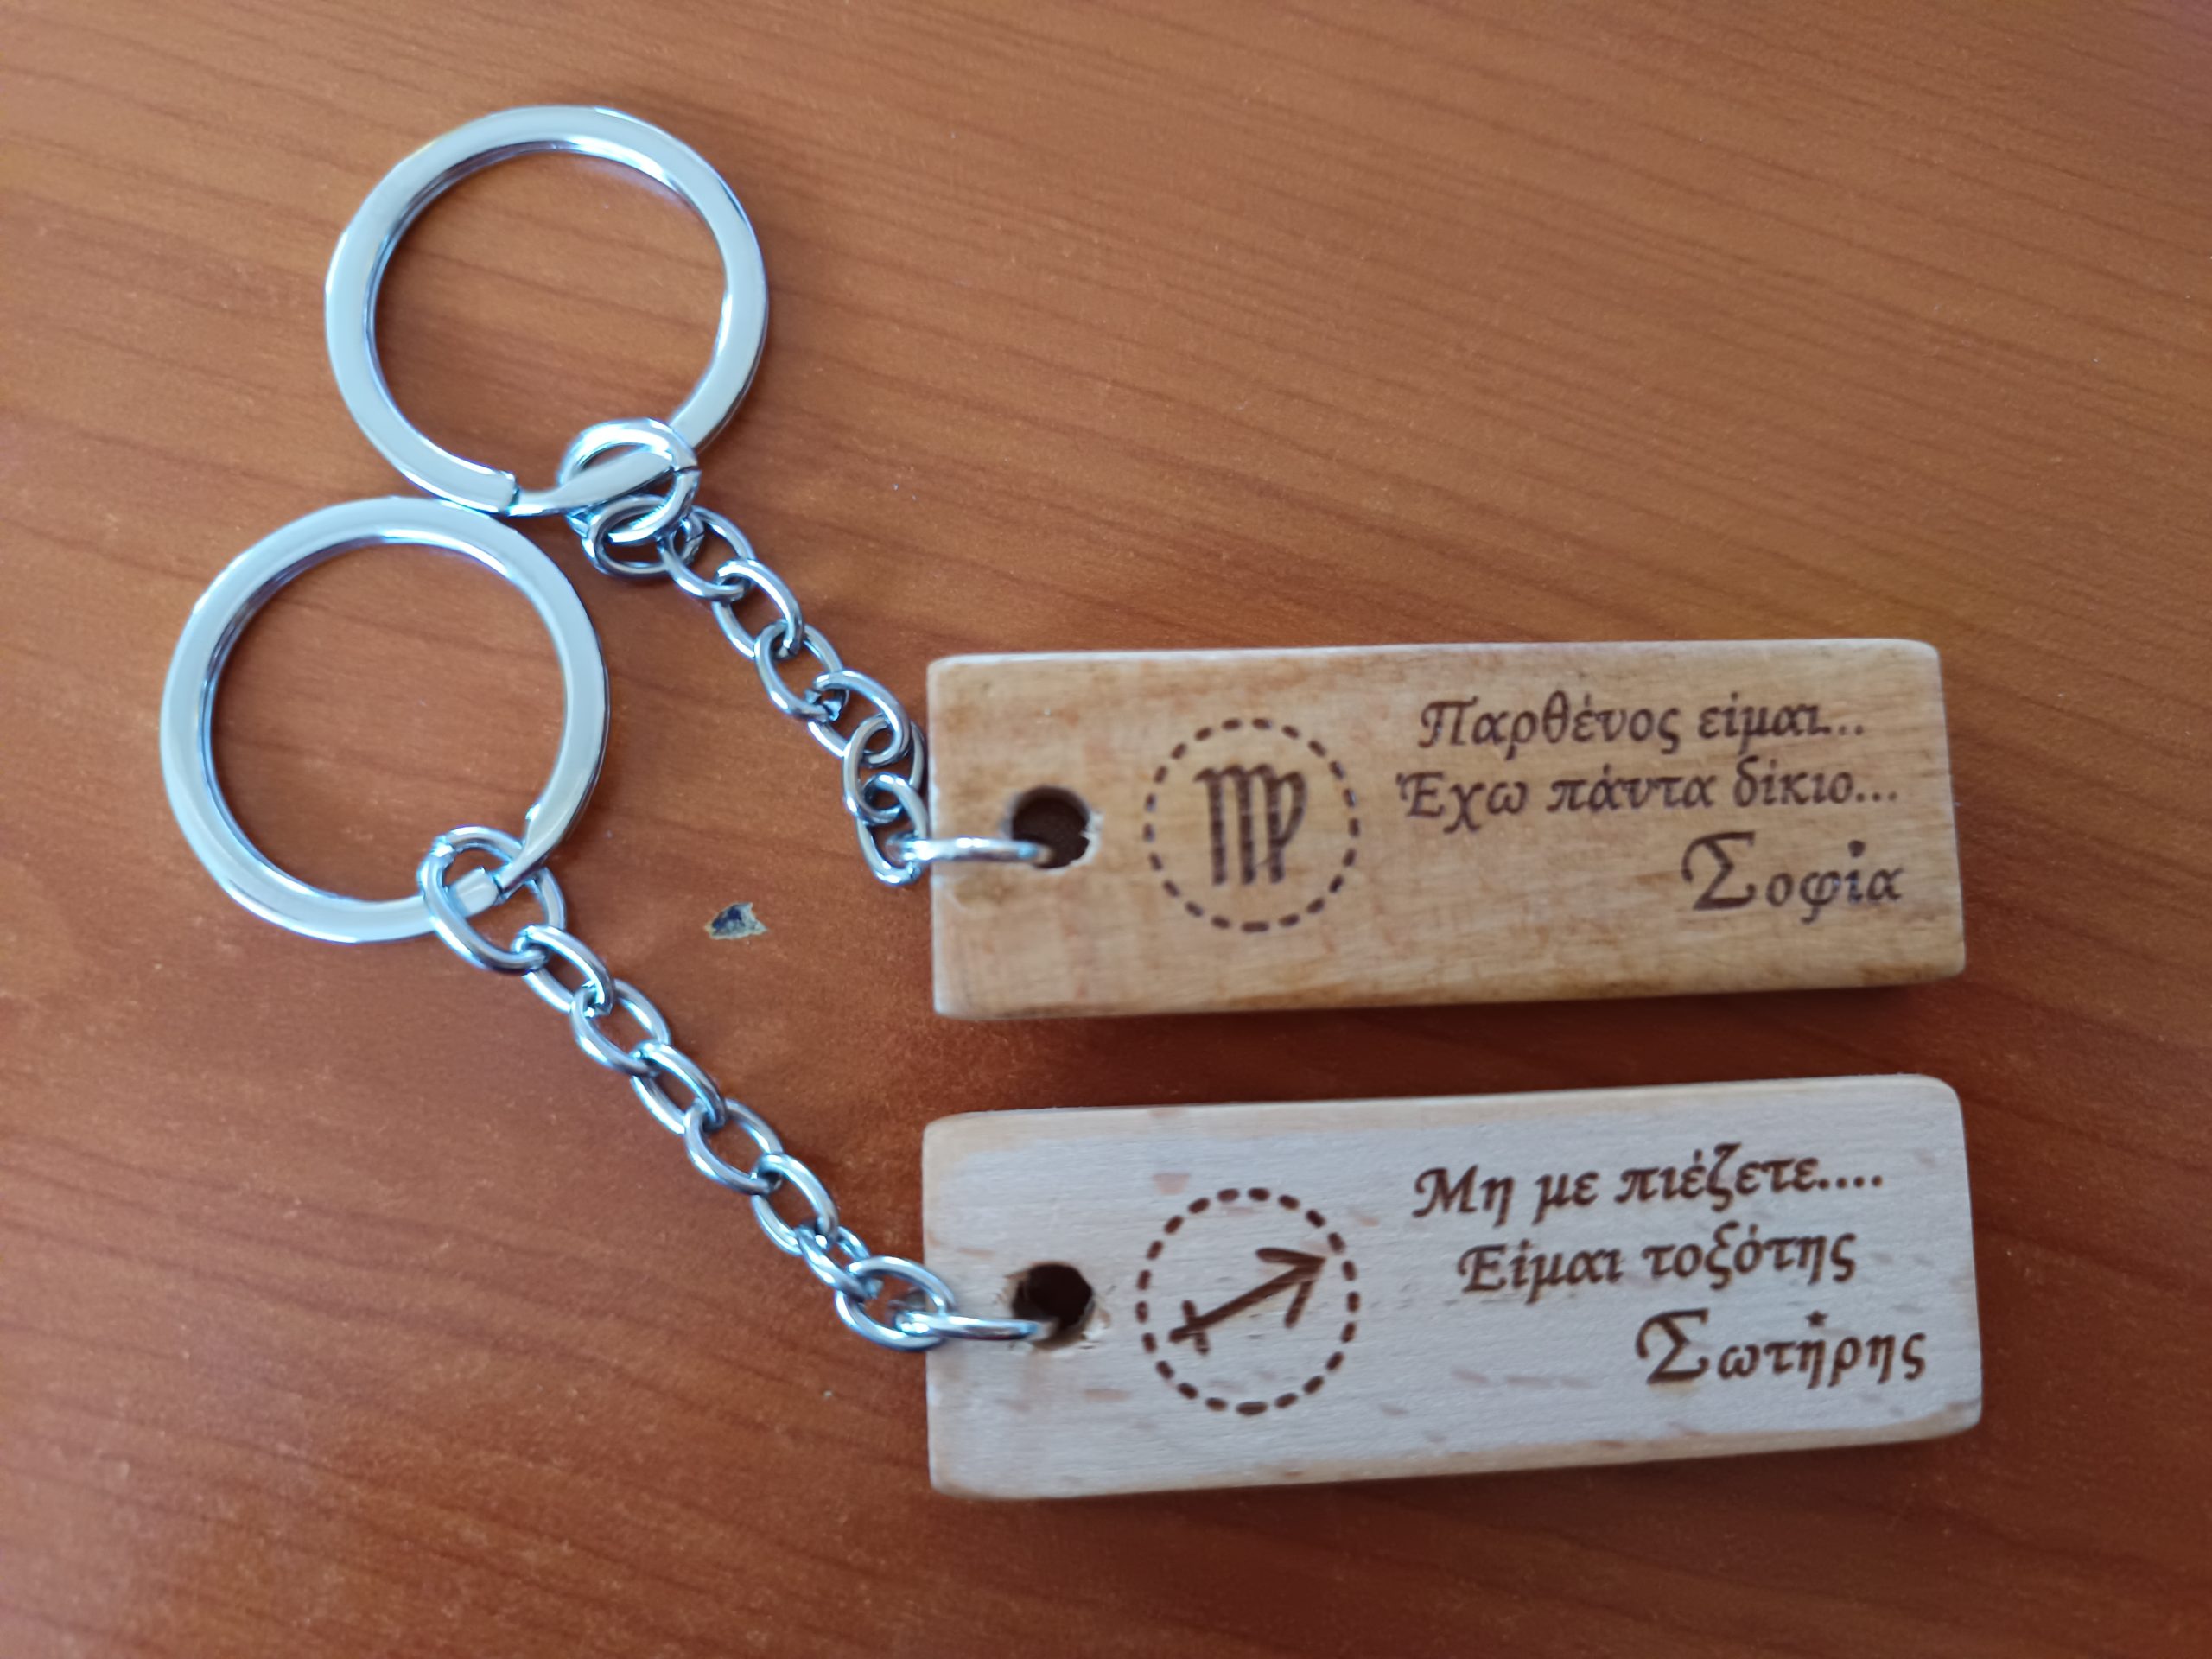 Παρθένος είμαι...
Έχω πάντα δίκιο...
Σοφία
Μη με πιέζετε....
Είμαι τοξότης
Σωτήρης